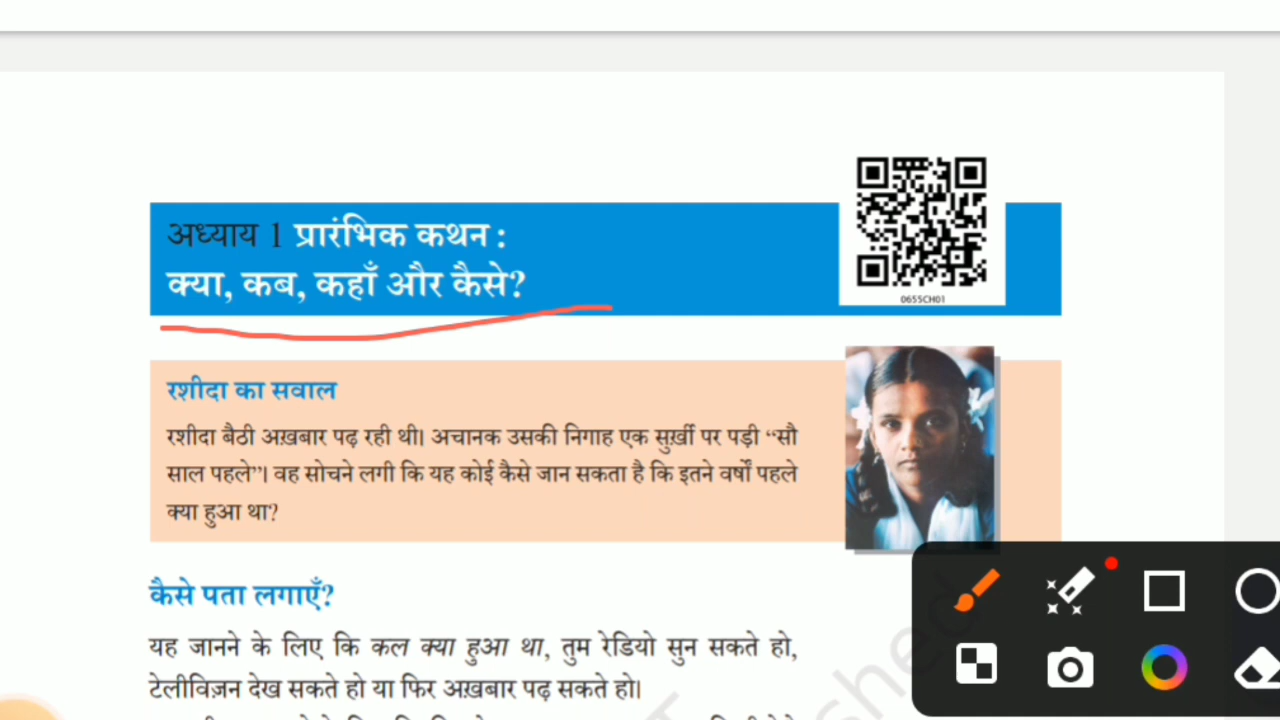 अध्याय 1 प्रारंभिक कथन :
क्या, कब, कहाँ और कैसे?
0655CH01
रशीदा का सवाल
रशीदा बैठी अख़बार पढ़ रही थी। अचानक उसकी निगाह एक सुर्ख़ी पर पड़ी “सौ
साल पहले”। वह सोचने लगी कि यह कोई कैसे जान सकता है कि इतने वर्षों पहले
क्या हुआ था?
कैसे पता लगाएँ?
यह जानने के लिए कि कल क्या हुआ था, तुम रेडियो सुन सकते हो,
टेलीविज़न देख सकते हो या फिर अख़बार पढ़ सकते हो।